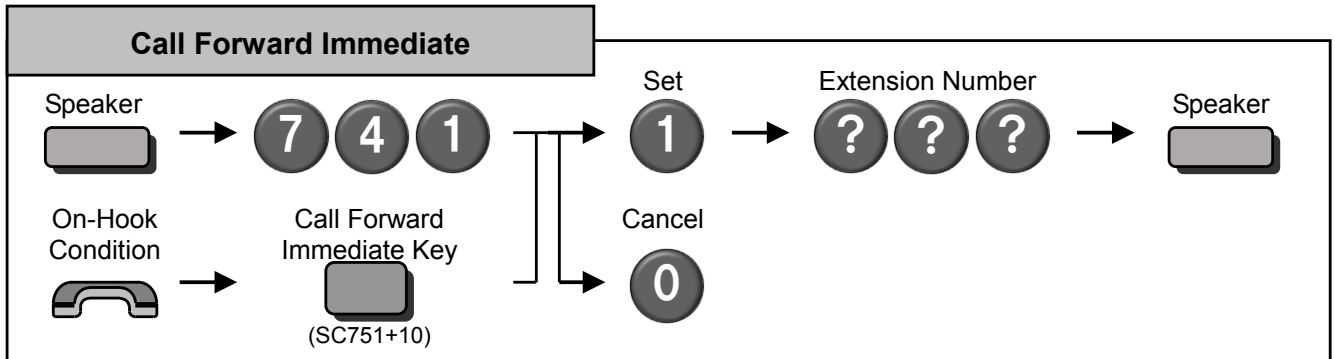 Call Forward Immediate
Speaker
7 4 1
Set
1
Extension Number
? ? ?
Speaker
On-Hook
Condition
Call Forward
Immediate Key
(SC751+10)
Cancel
0